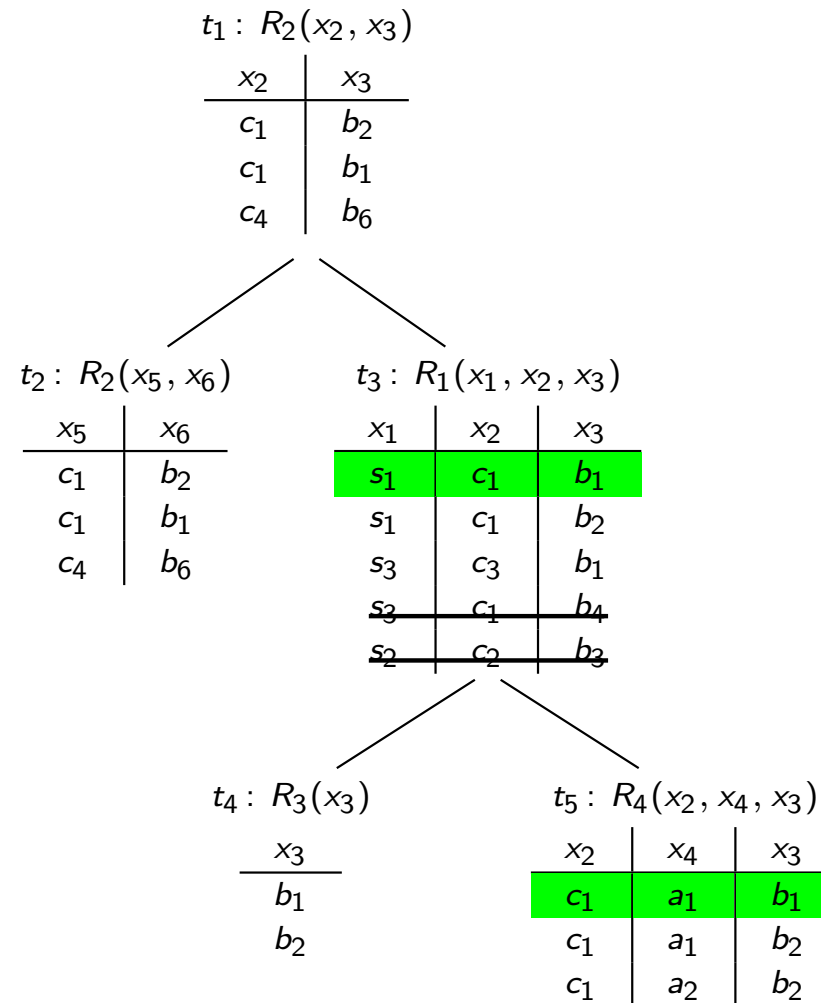 t₁ : R₂(x₂, x₃)
x₂ x₃
c₁ b₂
c₁ b₁
c₄ b₆
t₂ : R₂(x₅, x₆) t₃ : R₁(x₁, x₂, x₃)
x₅ x₆ x₁ x₂ x₃
c₁ b₂ s₁ c₁ b₁
c₁ b₁ s₁ c₁ b₂
c₄ b₆ s₃ c₃ b₁
s₃ c₁ b₄
s₂ c₂ b₃
t₄ : R₃(x₃) t₅ : R₄(x₂, x₄, x₃)
x₃ x₂ x₄ x₃
b₁ c₁ a₁ b₁
b₂ c₁ a₁ b₂
c₁ a₂ b₂